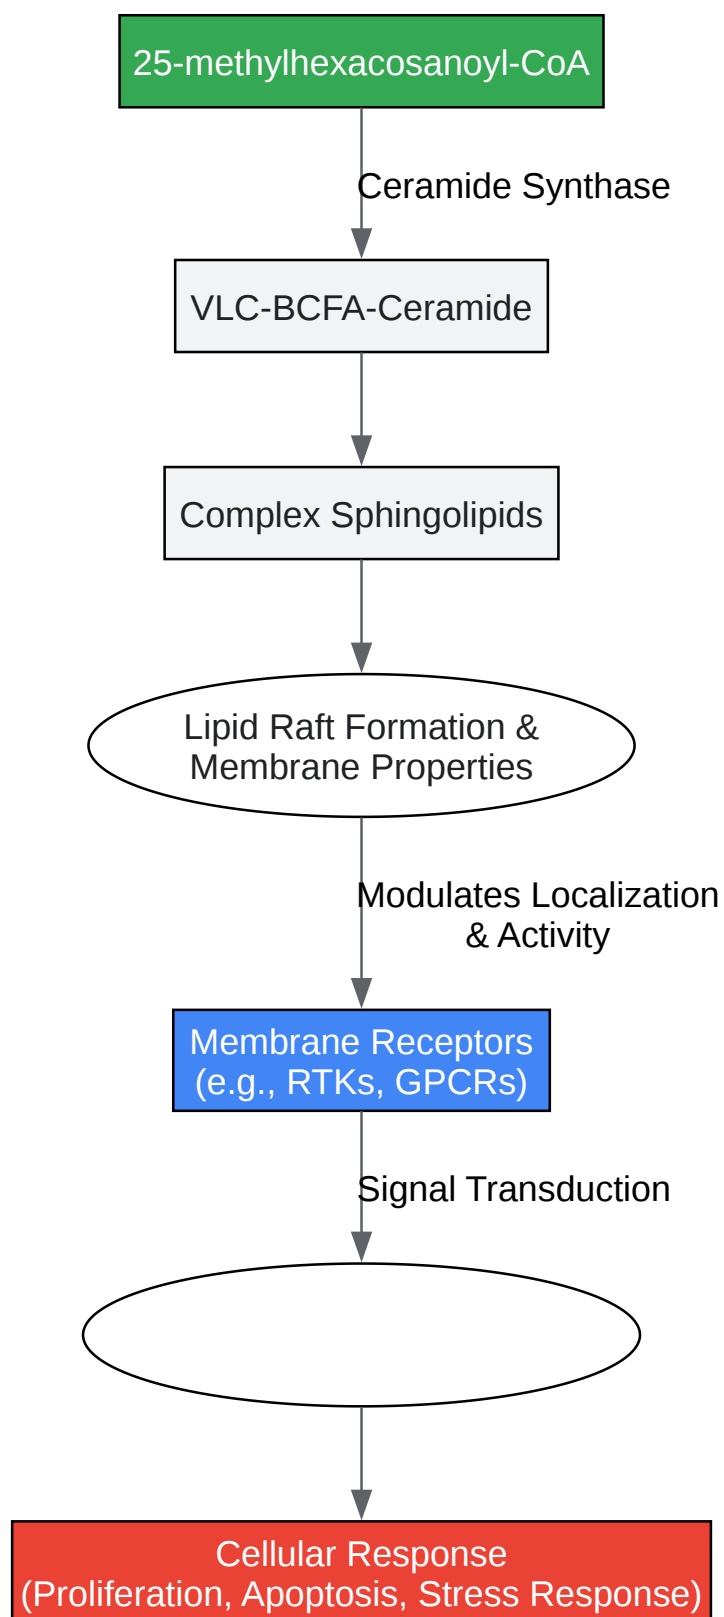 25-methylhexacosanoyl-CoA
Ceramide Synthase
VLC-BCFA-Ceramide
Complex Sphingolipids
Lipid Raft Formation &
Membrane Properties
Modulates Localization
& Activity
Membrane Receptors
(e.g., RTKs, GPCRs)
Signal Transduction
Cellular Response
(Proliferation, Apoptosis, Stress Response)